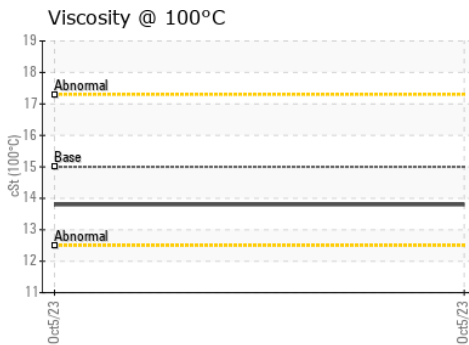 Viscosity @ 100°C
cSt (100°C)
19
18
Abnormal
17
16
Base
15
14
13
Abnormal
12
11
Oct5/23
Oct5/23